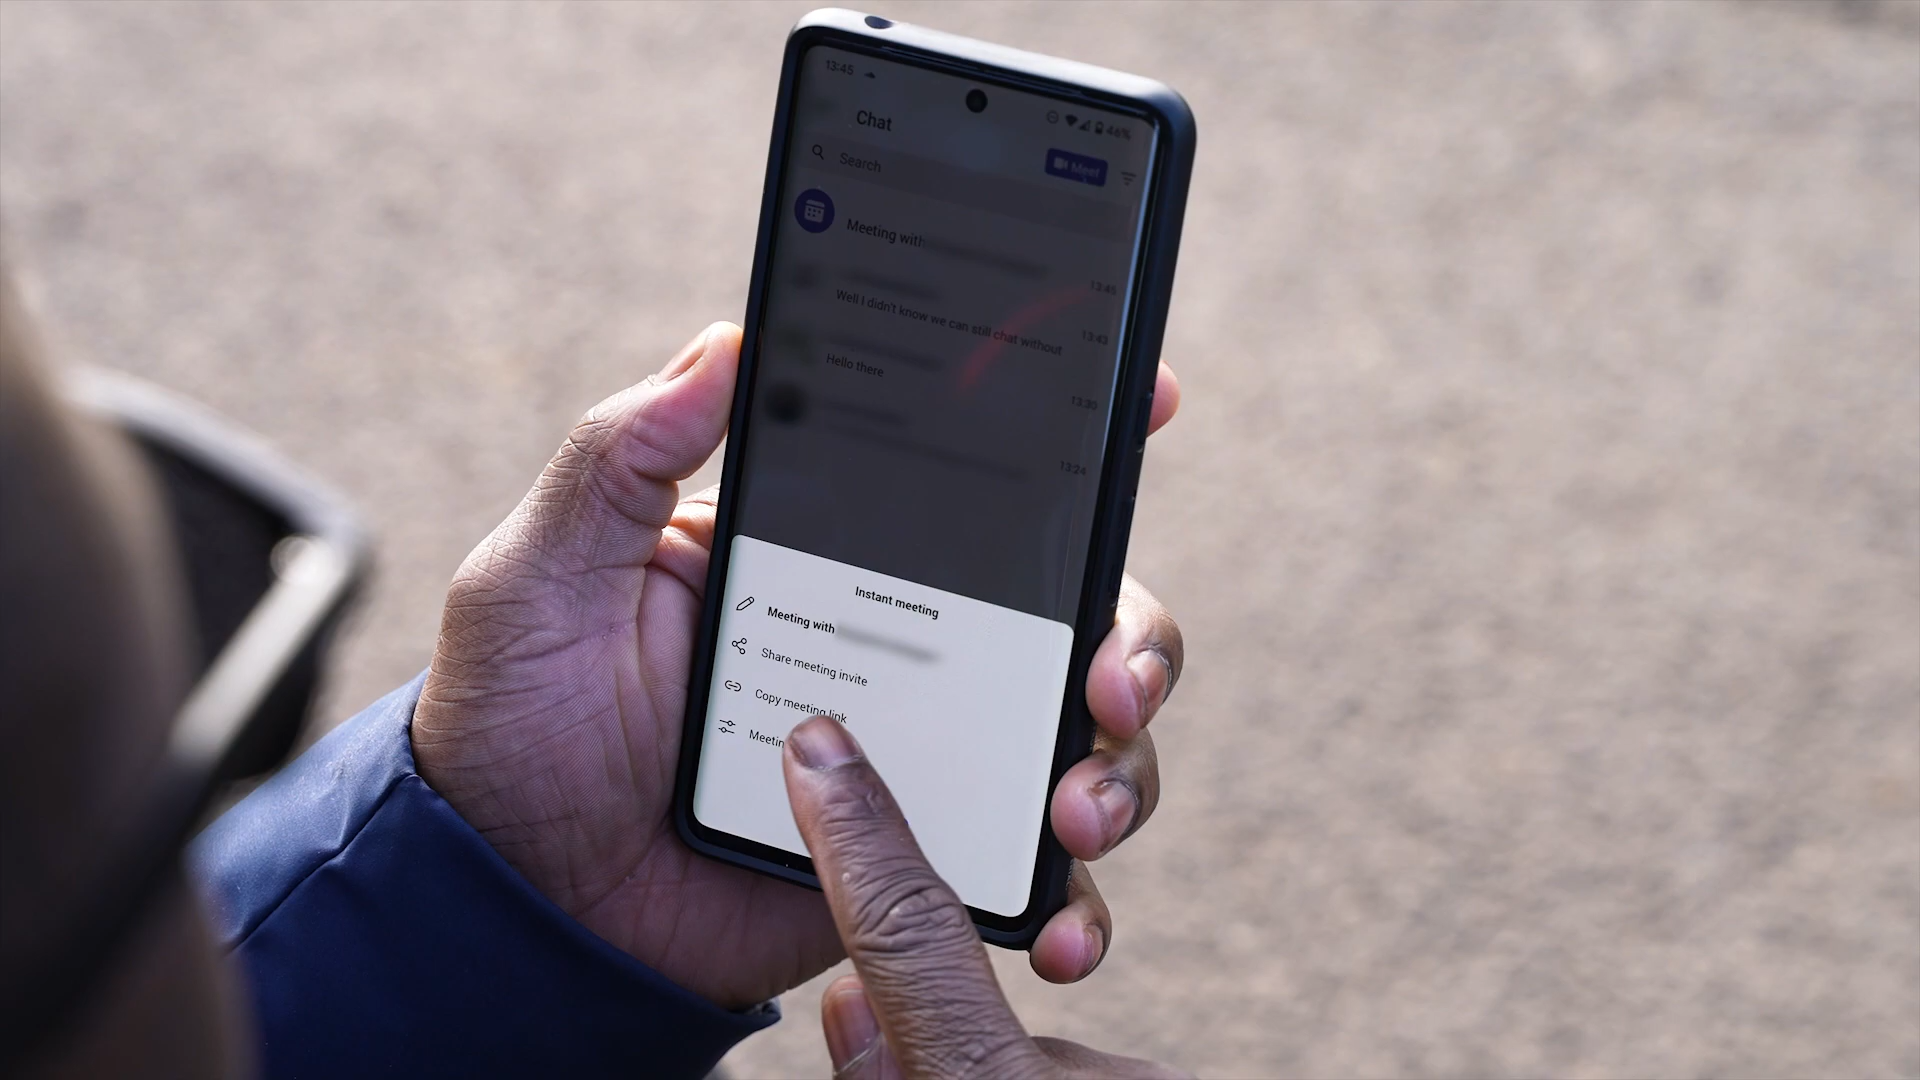 13:45
46%
Chat
Meet
Search
Meeting with
13:45
Well I didn't know we can still chat without
13:43
Hello there
13:30
13:24
Instant meeting
Meeting with
Share meeting invite
Copy meeting link